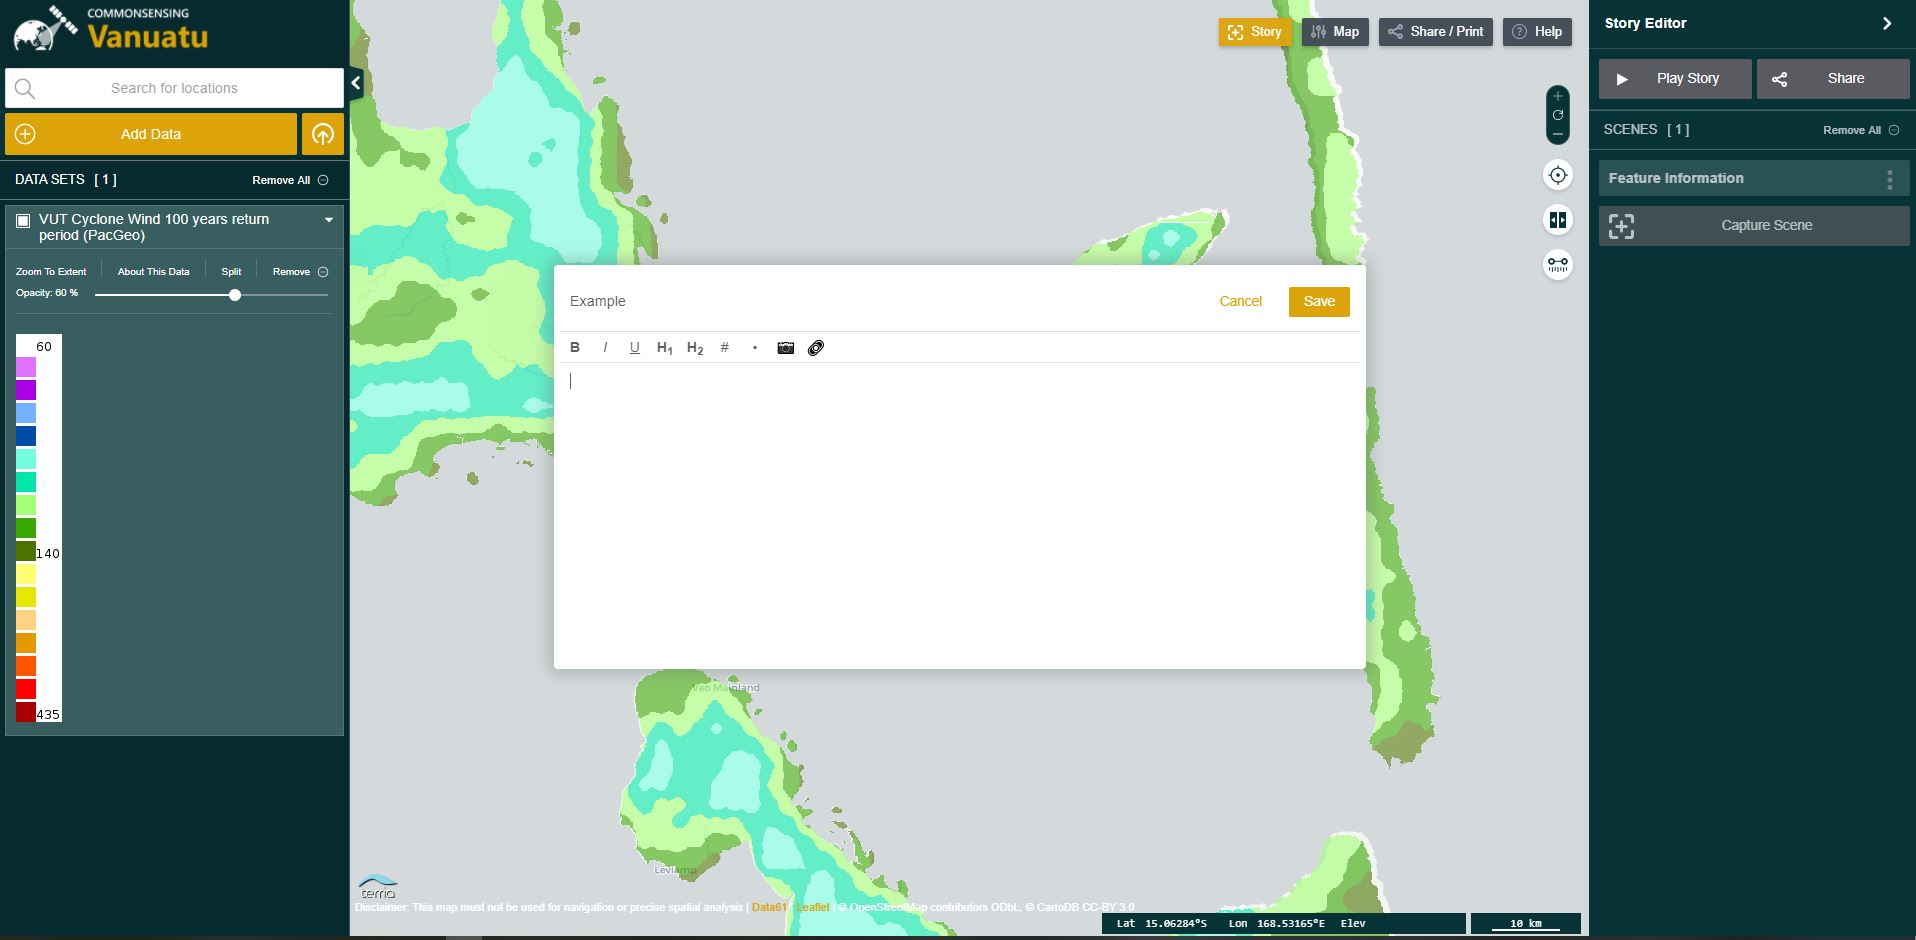 COMMONSENSING
Vanuatu
Search for locations
Add Data
DATA SETS [ 1 ]
Remove All
VUT Cyclone Wind 100 years return
period (PacGeo)
Zoom To Extent
About This Data
Split
Remove
Opacity: 60 %
60
140
435
Story
Map
Share / Print
Help
Example
Cancel
Save
B I U H1 H2 # •
Vao Mainland
Leviamp
terria
Disclaimer: This map must not be used for navigation or precise spatial analysis | Data61 | Leaflet | © OpenStreetMap contributors ODbL, © CartoDB CC-BY 3.0
Lat 15.06284°S Lon 168.53165°E Elev
10 km
Story Editor
Play Story
Share
SCENES [ 1 ]
Remove All
Feature Information
Capture Scene